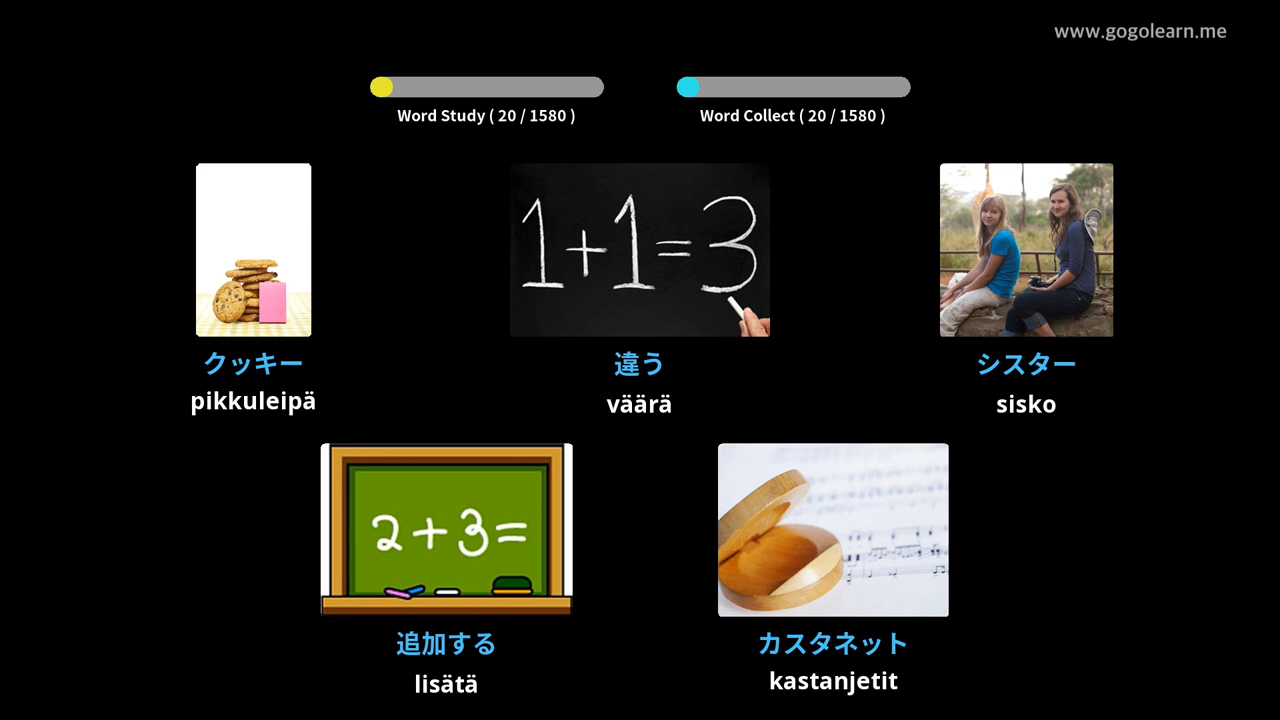 www.gogolearn.me
Word Study ( 20 / 1580 )
Word Collect ( 20 / 1580 )
1+1=3
クッキー
pikkuleipä
違う
väärä
シスター
sisko
2+3=
追加する
lisätä
カスタネット
kastanjetit